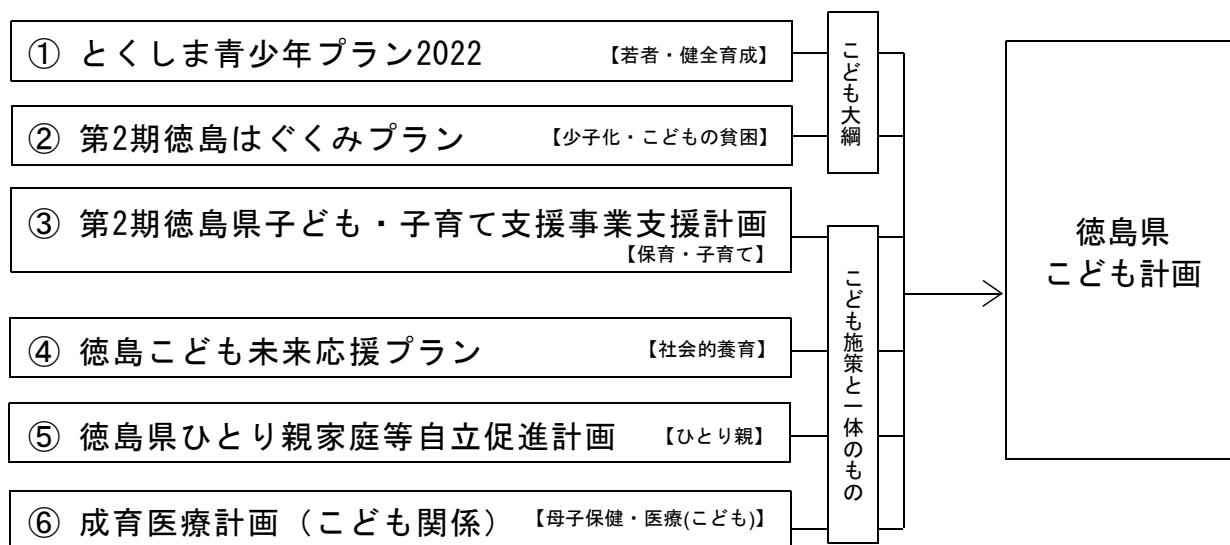 ① とくしま青少年プラン2022 【若者・健全育成】
② 第2期徳島はぐくみプラン 【少子化・こどもの貧困】
③ 第2期徳島県子ども・子育て支援事業支援計画
【保育・子育て】
④ 徳島こども未来応援プラン 【社会的養育】
⑤ 徳島県ひとり親家庭等自立促進計画 【ひとり親】
⑥ 成育医療計画（こども関係） 【母子保健・医療(こども)】
こども大綱
こども施策と一体のもの
徳島県
こども計画